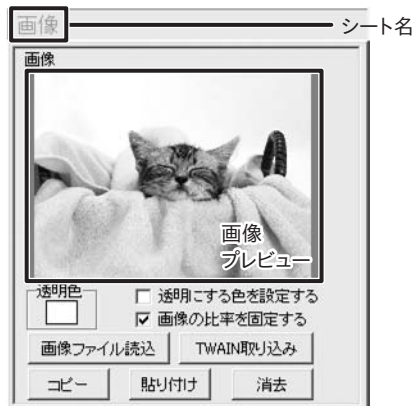 画像
シート名
画像
画像
プレビュー
透明色
透明にする色を設定する
画像の比率を固定する
画像ファイル読込
TWAIN取り込み
コピー
貼り付け
消去